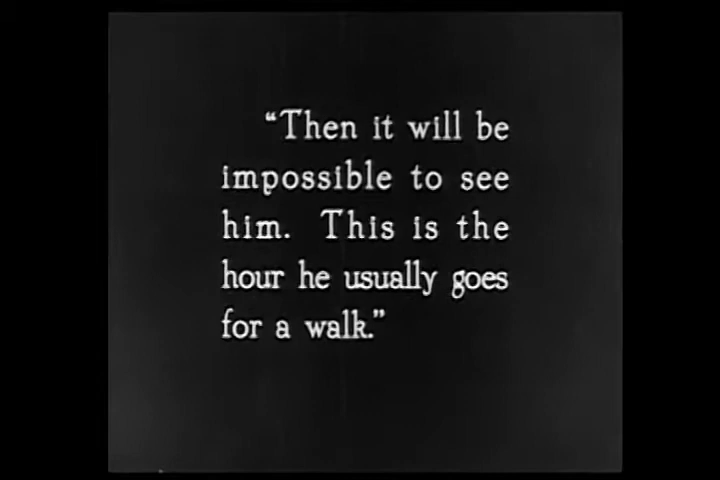 “Then it will be
impossible to see
him. This is the
hour he usually goes
for a walk.”